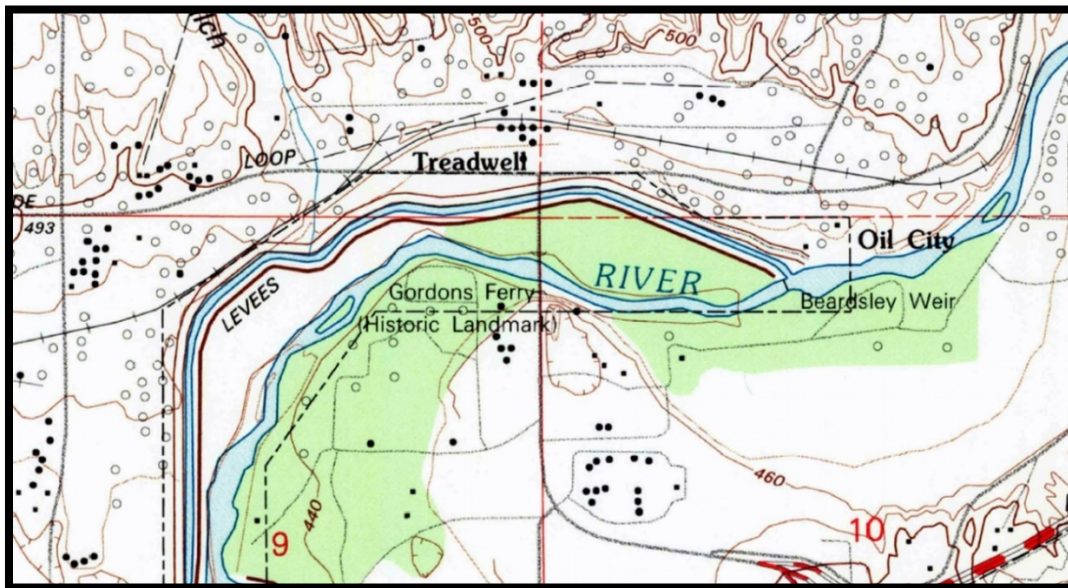 500
500
LOOP
Treadwell
DE
493
Oil City
RIVER
LEVEES
Gordons Ferry
Beardsley Weir
(Historic Landmark)
460
440
9
10